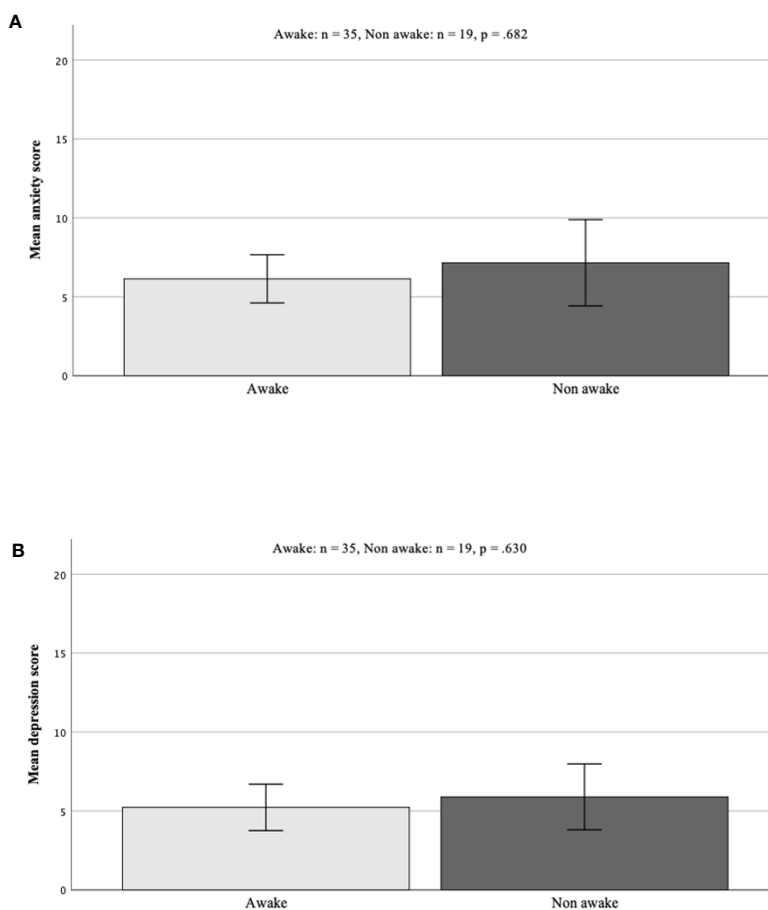 A
Awake: n = 35, Non awake: n = 19, p = .682
20
15
10
5
0
Mean anxiety score
Awake
Non awake
B
Awake: n = 35, Non awake: n = 19, p = .630
20
15
10
5
0
Mean depression score
Awake
Non awake